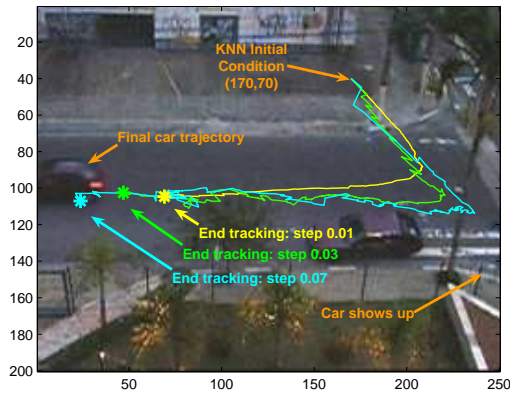 KNN Initial
Condition
(170,70)
Final car trajectory
End tracking: step 0.01
End tracking: step 0.03
End tracking: step 0.07
Car shows up
20
40
60
80
100
120
140
160
180
200
50
100
150
200
250